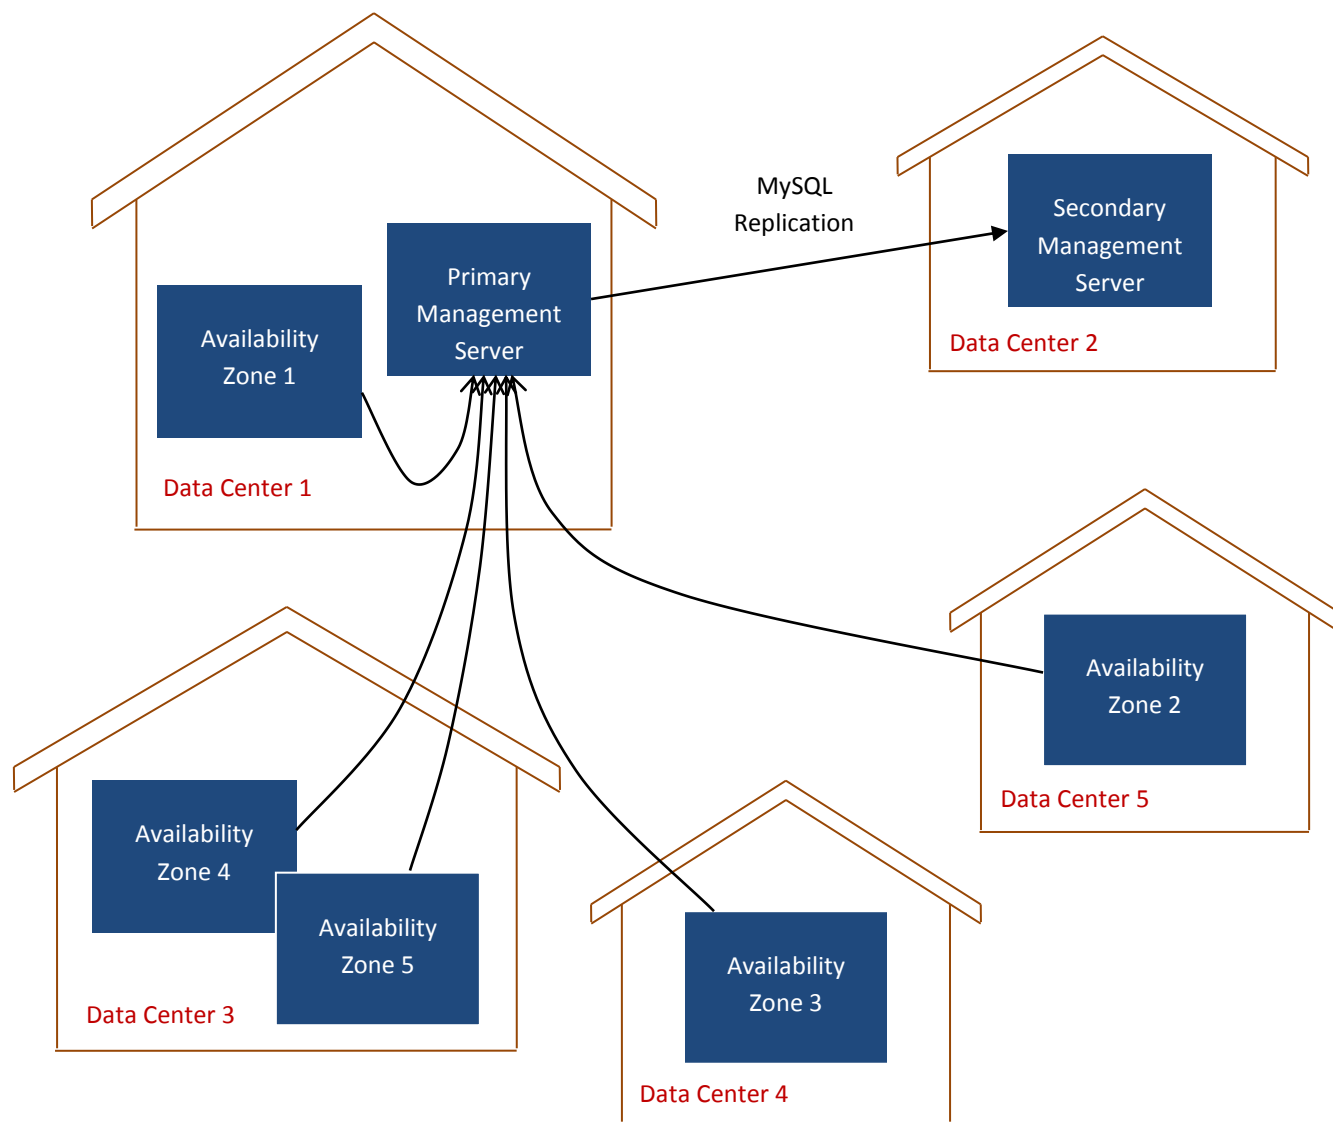 MySQL
Replication
Secondary
Management
Server
Data Center 2
Primary
Management
Server
Availability
Zone 1
Data Center 1
Availability
Zone 2
Data Center 5
Availability
Zone 4
Availability
Zone 5
Data Center 3
Availability
Zone 3
Data Center 4